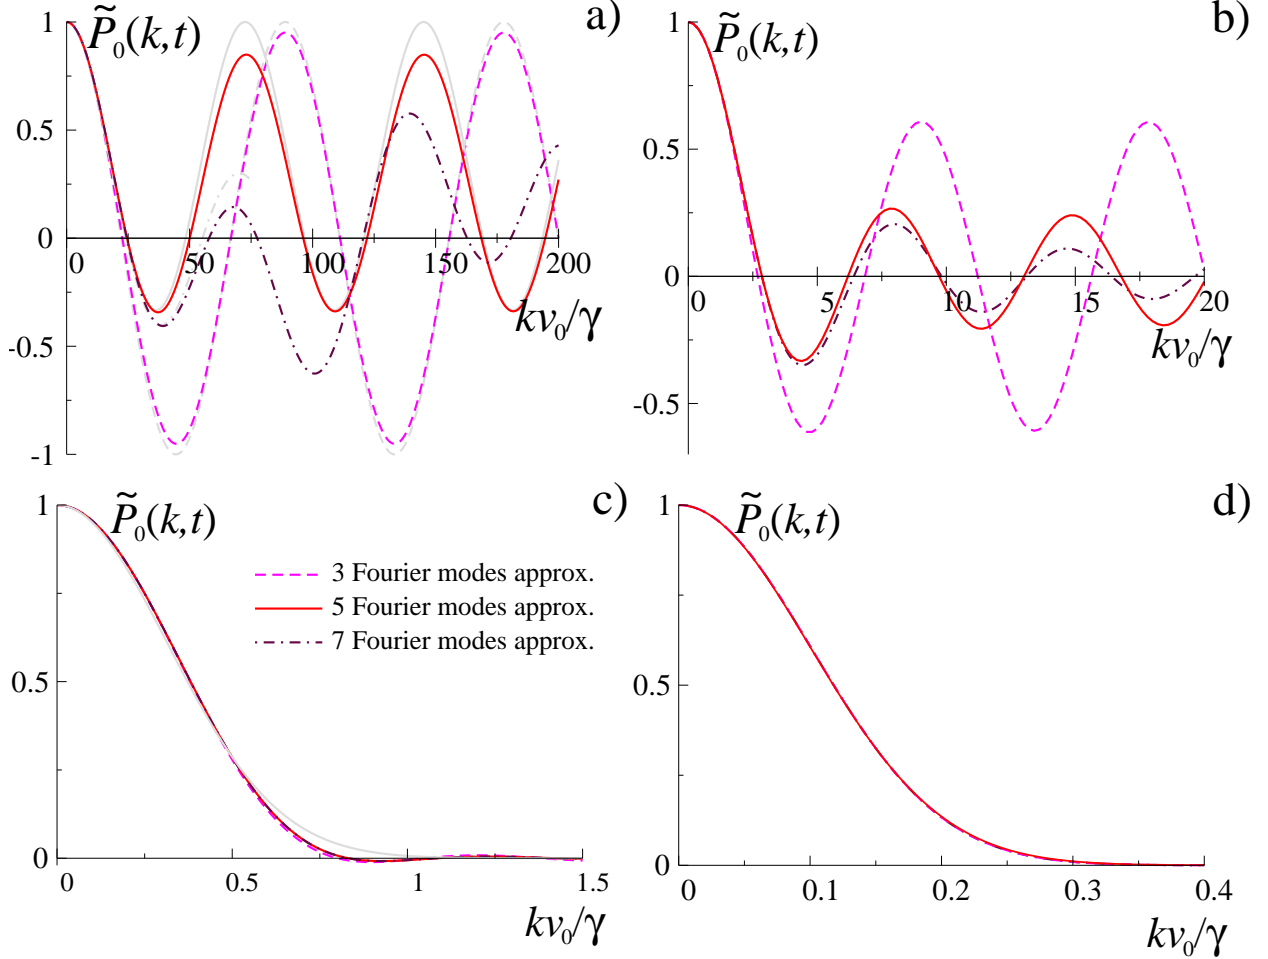 a)
P̃₀(k,t)
1
0.5
0
-0.5
-1
0 50 100 150 200
kv₀/γ
b)
P̃₀(k,t)
1
0.5
0
-0.5
0 5 10 15 20
kv₀/γ
c)
P̃₀(k,t)
1
0.5
0
3 Fourier modes approx.
5 Fourier modes approx.
7 Fourier modes approx.
0 0.5 1 1.5
kv₀/γ
d)
P̃₀(k,t)
1
0.5
0
0 0.1 0.2 0.3 0.4
kv₀/γ